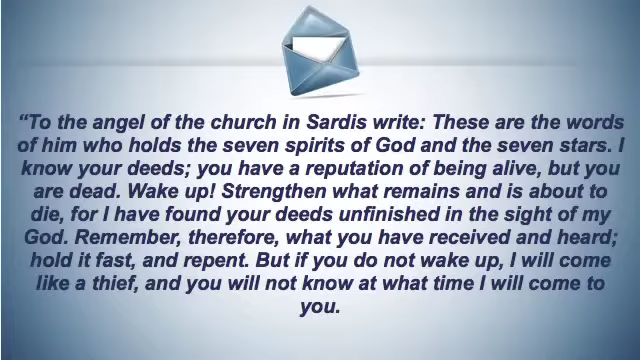 “To the angel of the church in Sardis write: These are the words
of him who holds the seven spirits of God and the seven stars. I
know your deeds; you have a reputation of being alive, but you
are dead. Wake up! Strengthen what remains and is about to
die, for I have found your deeds unfinished in the sight of my
God. Remember, therefore, what you have received and heard;
hold it fast, and repent. But if you do not wake up, I will come
like a thief, and you will not know at what time I will come to
you.